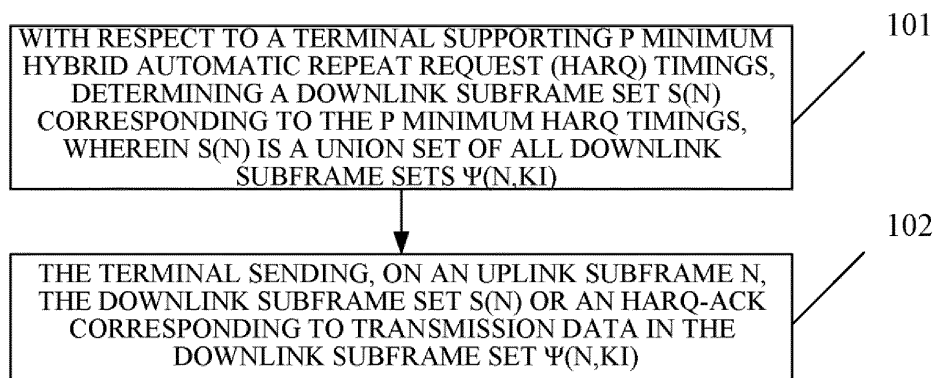 101
WITH RESPECT TO A TERMINAL SUPPORTING P MINIMUM
HYBRID AUTOMATIC REPEAT REQUEST (HARQ) TIMINGS,
DETERMINING A DOWNLINK SUBFRAME SET S(N)
CORRESPONDING TO THE P MINIMUM HARQ TIMINGS,
WHEREIN S(N) IS A UNION SET OF ALL DOWNLINK
SUBFRAME SETS Ψ(N,KI)
102
THE TERMINAL SENDING, ON AN UPLINK SUBFRAME N,
THE DOWNLINK SUBFRAME SET S(N) OR AN HARQ-ACK
CORRESPONDING TO TRANSMISSION DATA IN THE
DOWNLINK SUBFRAME SET Ψ(N,KI)